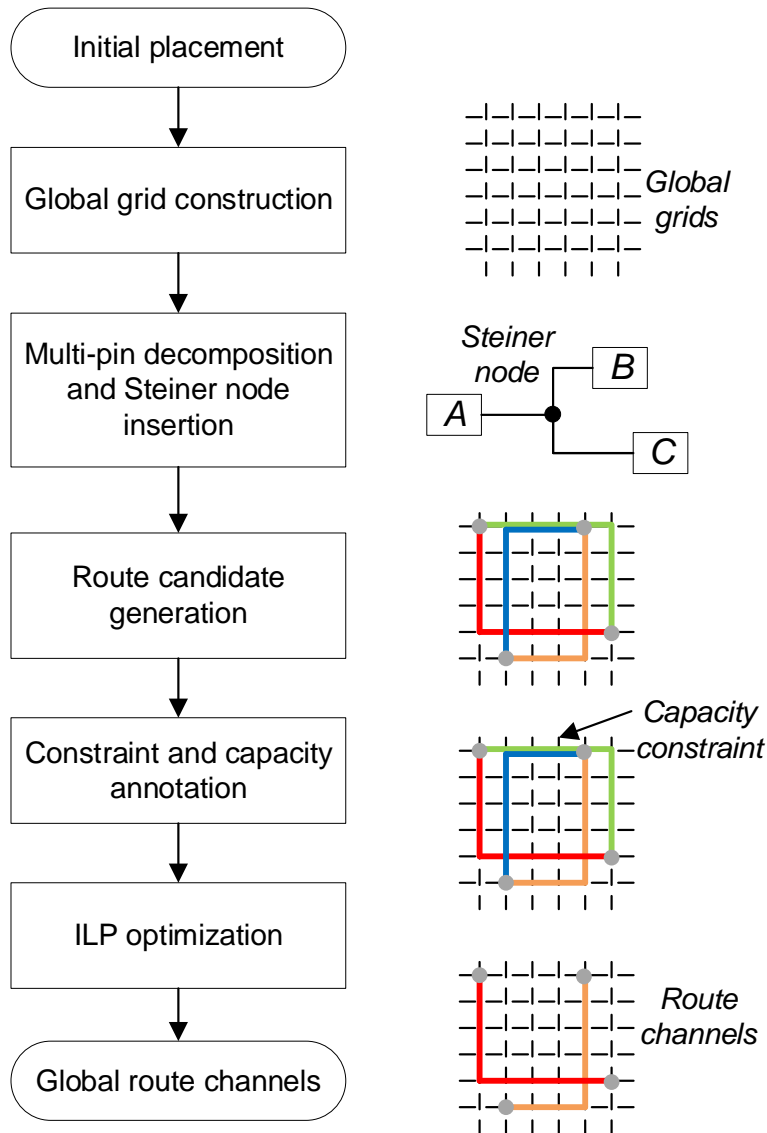 Initial placement
Global grid construction
Global
grids
Multi-pin decomposition
and Steiner node
insertion
Steiner
node
A
B
C
Route candidate
generation
Constraint and capacity
annotation
Capacity
constraint
ILP optimization
Route
channels
Global route channels